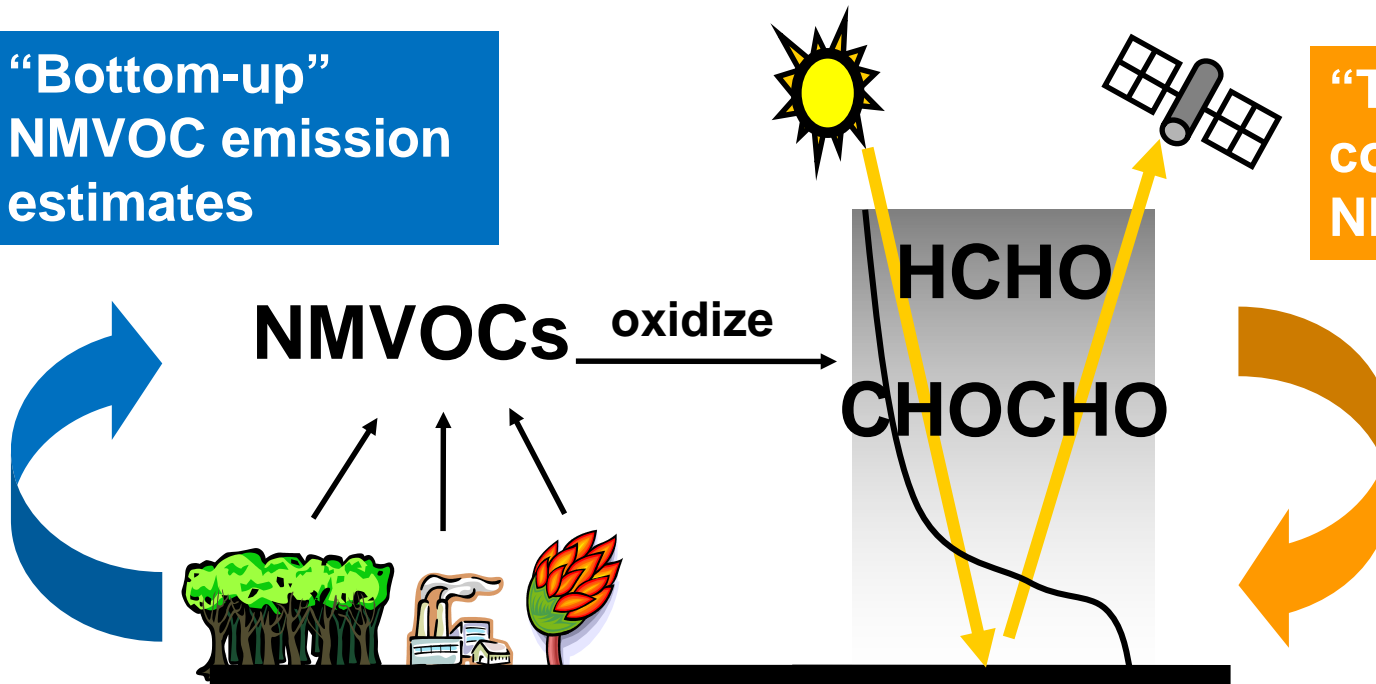 “Bottom-up”
NMVOC emission
estimates
NMVOCs
oxidize
HCHO
CHOCHO